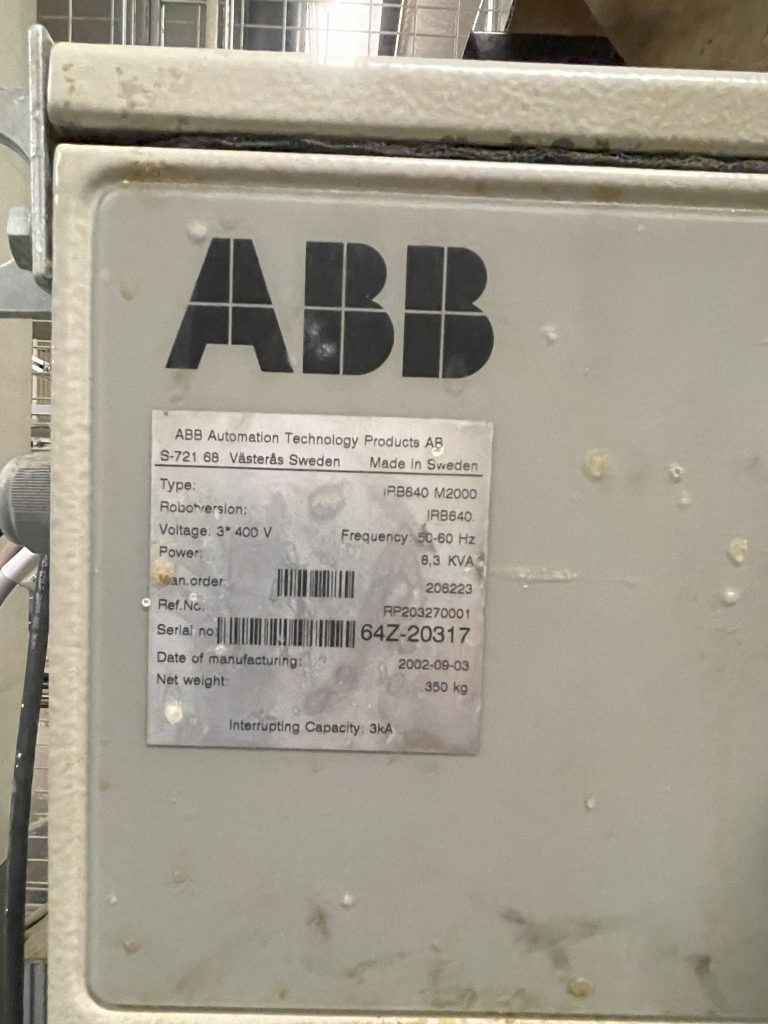 ABB
ABB Automation Technology Products AB
S-721 68 Västerås Sweden Made in Sweden
Type: IRB640 M2000
Robotversion: IRB640
Voltage: 3* 400 V Frequency: 50-60 Hz
Power: 8,3 KVA
Man.order: 206223
Ref.No: RP203270001
Serial no: 64Z-20317
Date of manufacturing: 2002-09-03
Net weight: 350 kg
Interrupting Capacity: 3kA